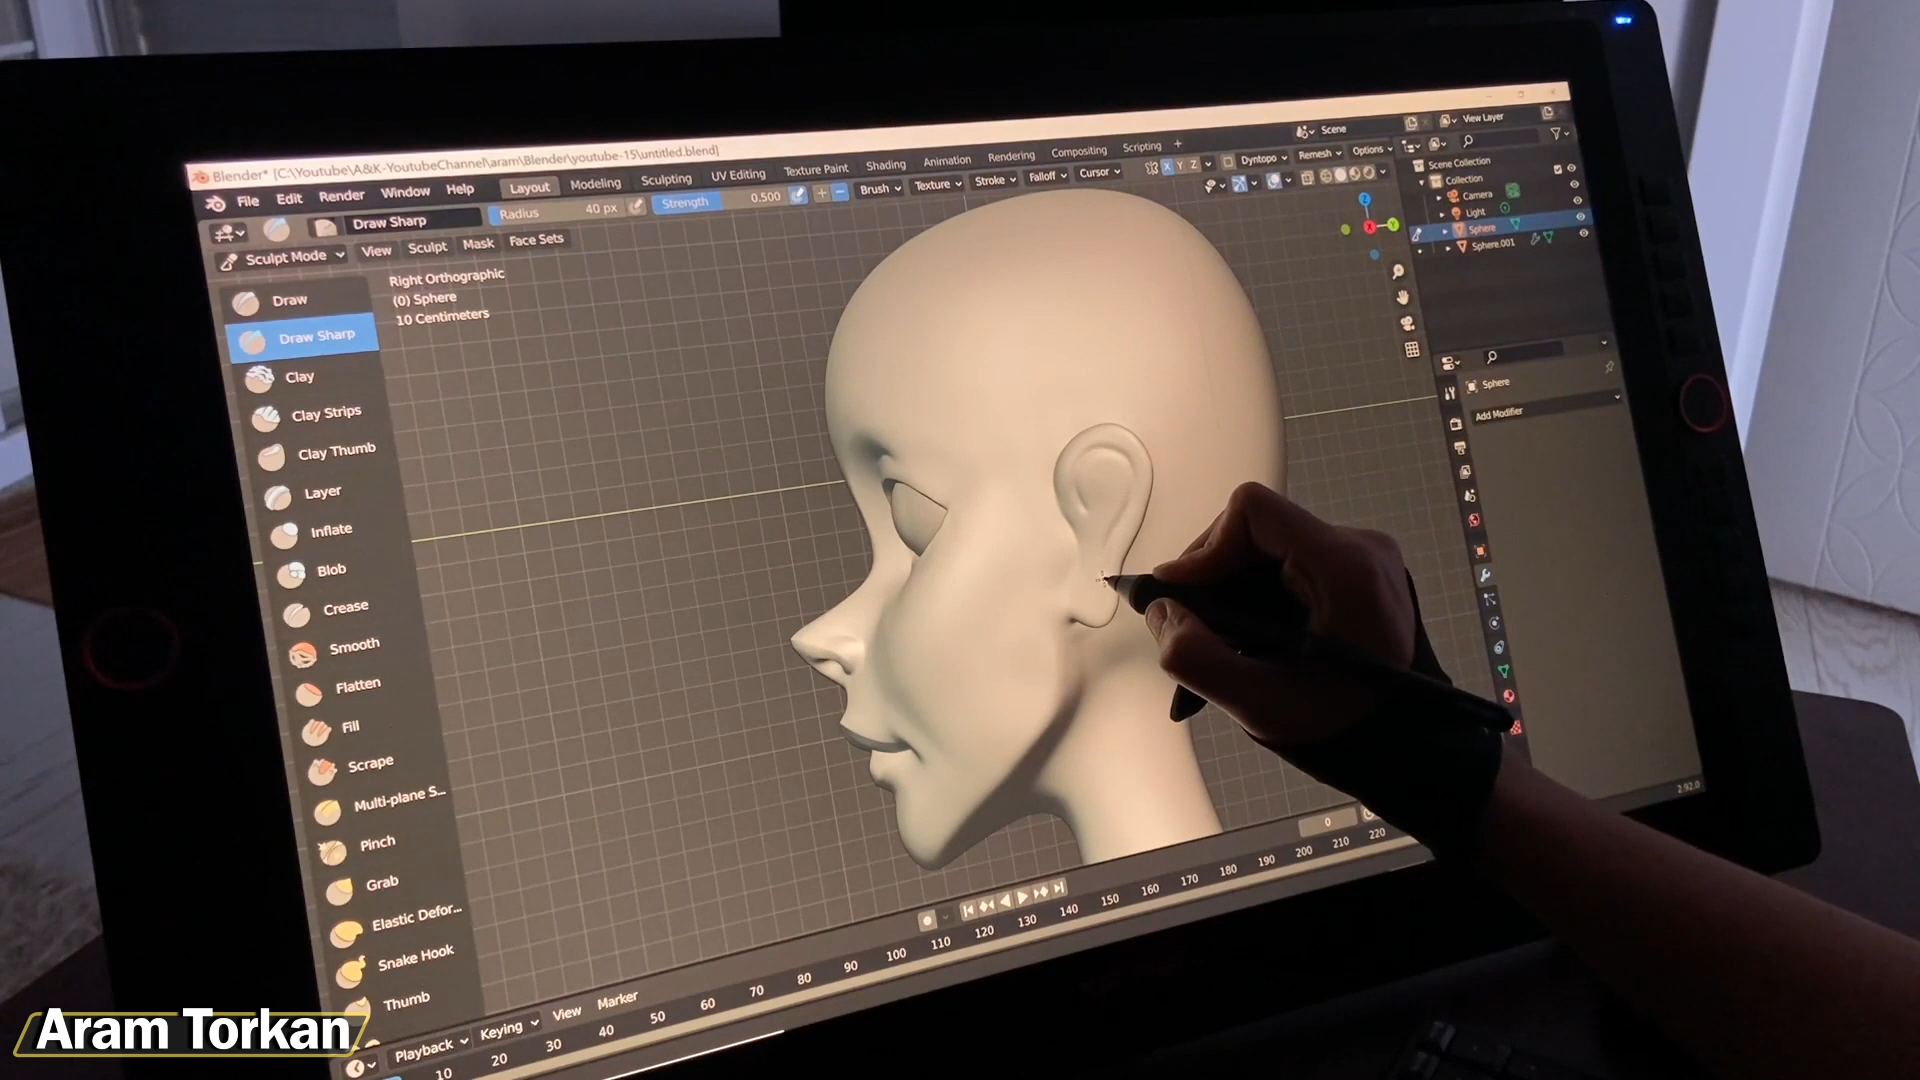 Blender* [C:\Youtube\A&K-YoutubeChannel\aram\Blender\youtube-15\untitled.blend]
File Edit Render Window Help Layout Modeling Sculpting UV Editing Texture Paint Shading Animation Rendering Compositing Scripting +
Scene
View Layer
Draw Sharp
Radius 40 px
Strength 0.500
Brush Texture Stroke Falloff Cursor
X Y Z
Dyntopo Remesh Options
Sculpt Mode View Sculpt Mask Face Sets
Right Orthographic
(0) Sphere
10 Centimeters
Z
X
Y
Scene Collection
Collection
Camera
Light
Sphere
Sphere.001
Sphere
Add Modifier
Draw
Draw Sharp
Clay
Clay Strips
Clay Thumb
Layer
Inflate
Blob
Crease
Smooth
Flatten
Fill
Scrape
Multi-plane S...
Pinch
Grab
Elastic Defor...
Snake Hook
Thumb
2.92.0
Playback Keying View Marker
0
10 20 30 40 50 60 70 80 90 100 110 120 130 140 150 160 170 180 190 200 210 220
Aram Torkan